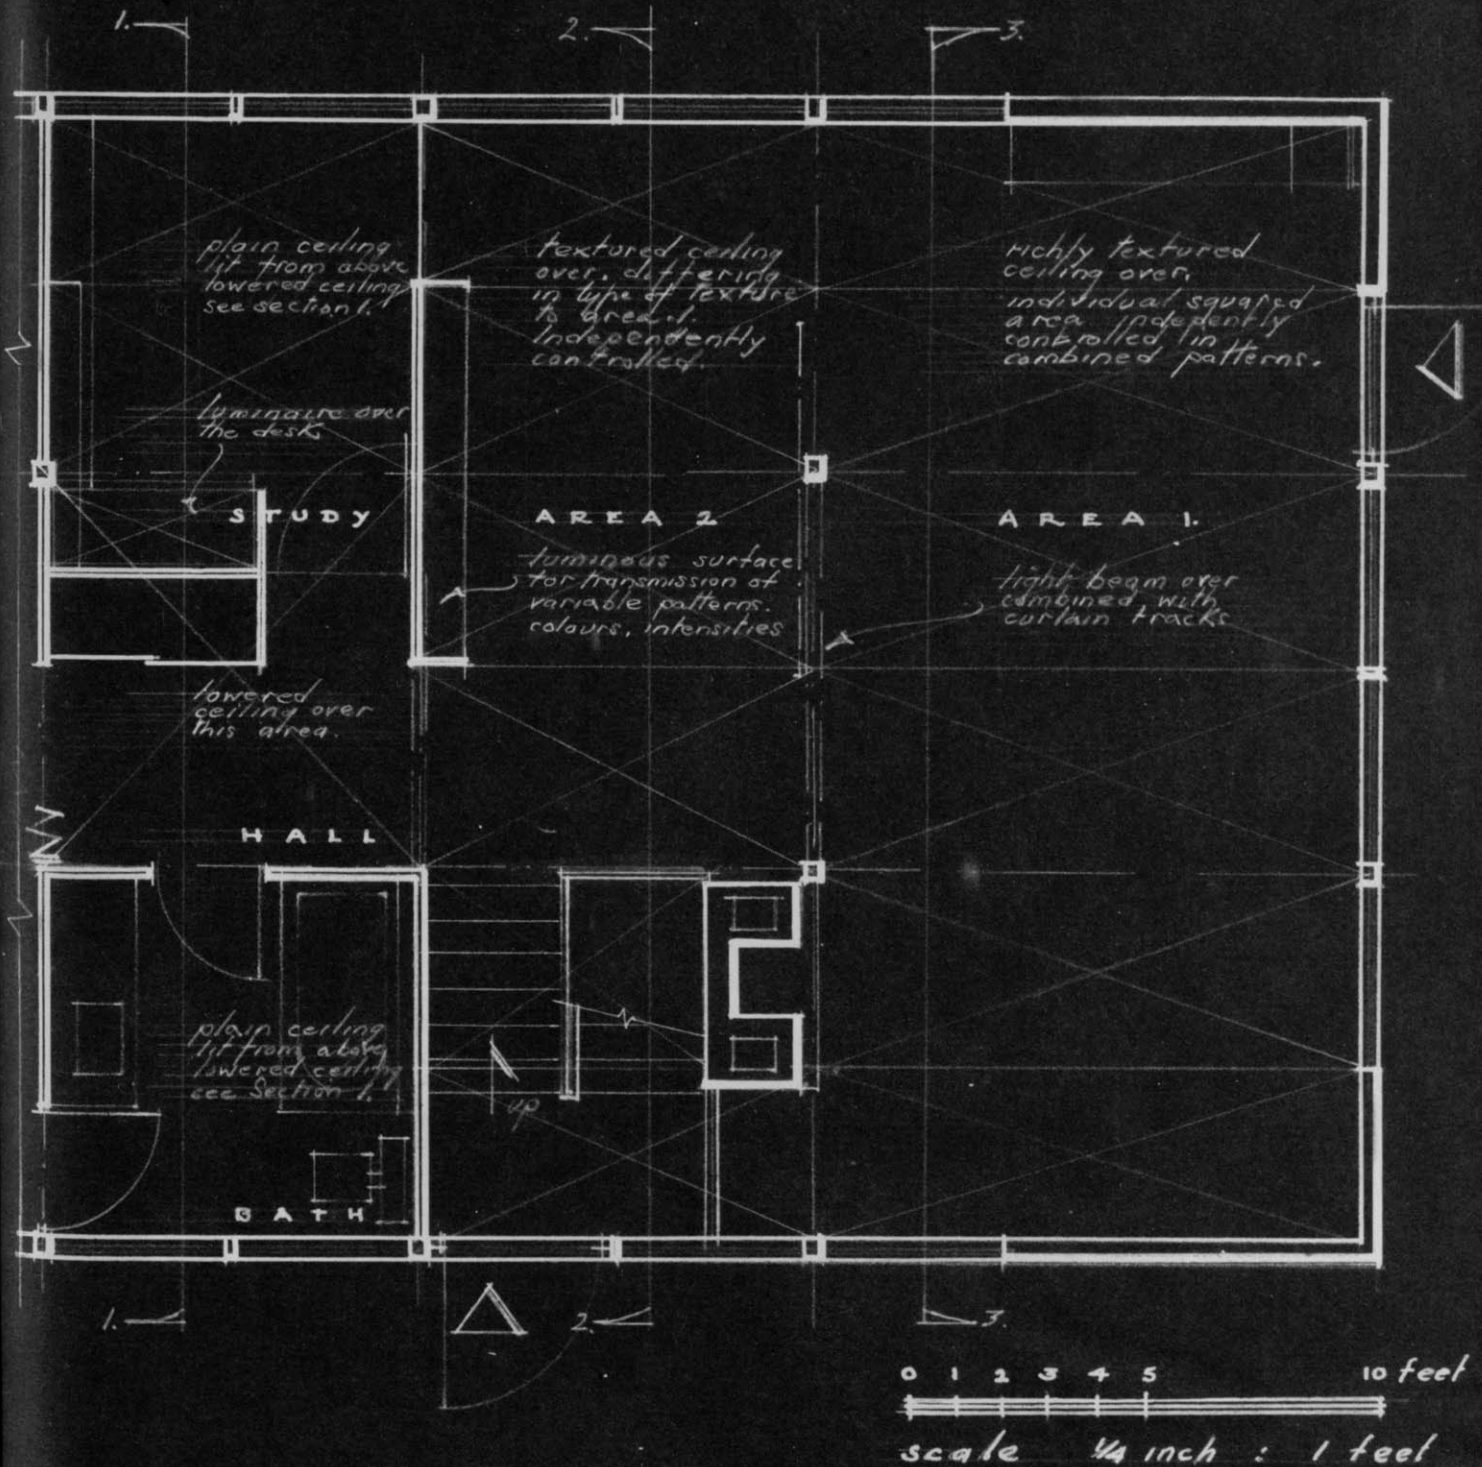 1.
2.
3.
plain ceiling
lit from above
lowered ceiling
see section 1.
textured ceiling
over, differing
in type of texture
to area 1.
Independently
controlled.
richly textured
ceiling over,
individual squared
area indepently
controlled in
combined patterns.
luminaire over
the desks
STUDY
AREA 2
AREA 1.
luminous surface
for transmission of
variable patterns.
colours, intensities
light beam over
combined with
curtain tracks
lowered
ceiling over
this area.
HALL
plain ceiling
lit from above
lowered ceiling
see Section 1.
up
BATH
1.
2.
3.
0 1 2 3 4 5 10 feet
scale 1/4 inch : 1 feet